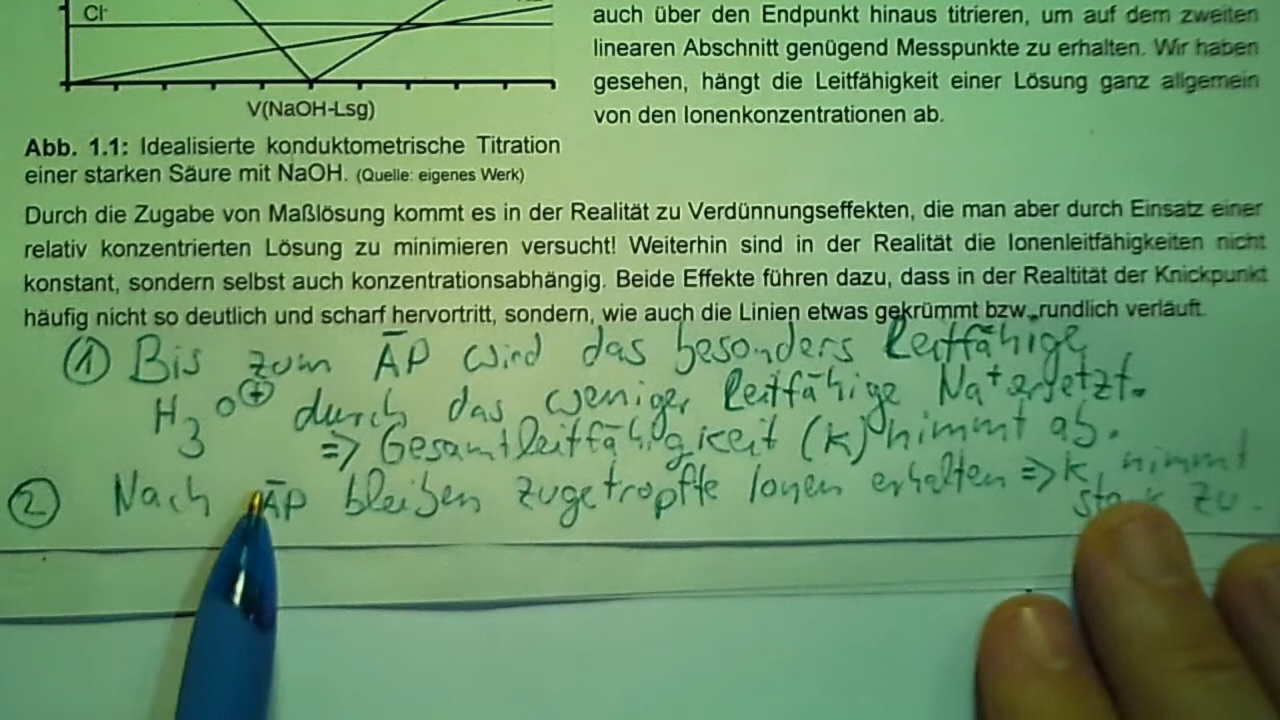 Cl-
V(NaOH-Lsg)
Abb. 1.1: Idealisierte konduktometrische Titration
einer starken Säure mit NaOH. (Quelle: eigenes Werk)
auch über den Endpunkt hinaus titrieren, um auf dem zweiten
linearen Abschnitt genügend Messpunkte zu erhalten. Wir haben
gesehen, hängt die Leitfähigkeit einer Lösung ganz allgemein
von den Ionenkonzentrationen ab.
Durch die Zugabe von Maßlösung kommt es in der Realität zu Verdünnungseffekten, die man aber durch Einsatz einer
relativ konzentrierten Lösung zu minimieren versucht! Weiterhin sind in der Realität die Ionenleitfähigkeiten nicht
konstant, sondern selbst auch konzentrationsabhängig. Beide Effekte führen dazu, dass in der Realtität der Knickpunkt
häufig nicht so deutlich und scharf hervortritt, sondern, wie auch die Linien etwas gekrümmt bzw. rundlich verläuft.
① Bis zum ÄP wird das besonders leitfähige
H3O⊕ durch das weniger leitfähige Na+ ersetzt.
=> Gesamtleitfähigkeit (K) nimmt ab.
② Nach ÄP bleiben zugetropfte Ionen erhalten => K nimmt
stark zu.